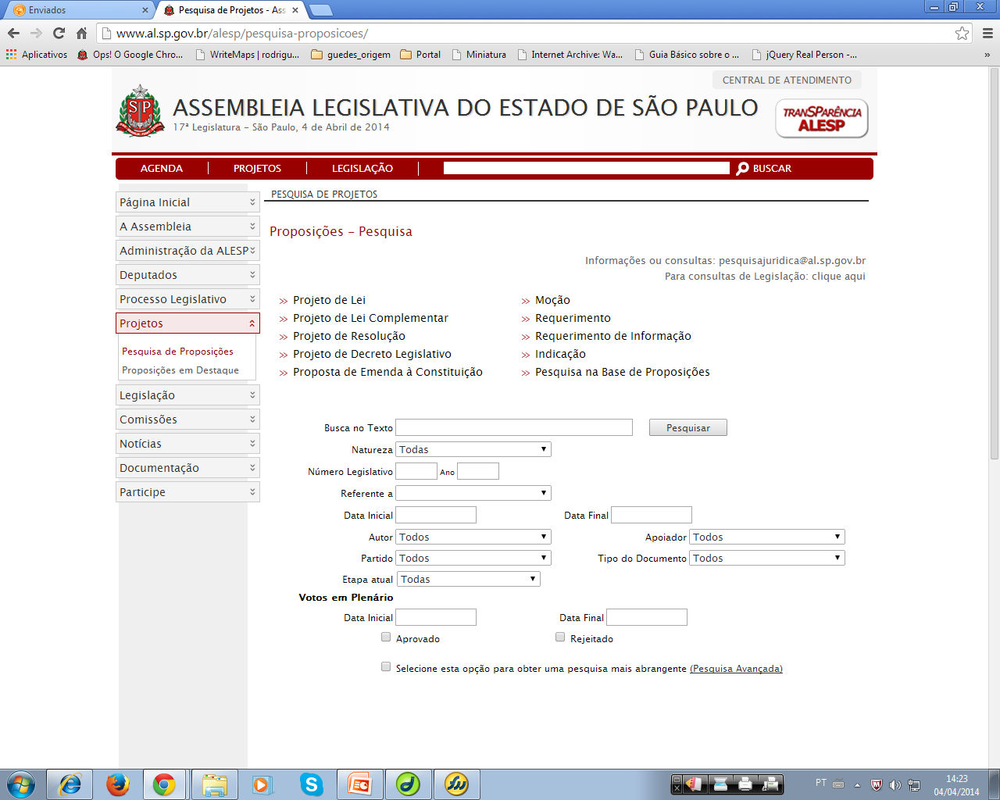 Enviados
Pesquisa de Projetos - Ass
www.al.sp.gov.br/alesp/pesquisa-proposicoes/
Aplicativos Ops! O Google Chro... WriteMaps | rodrigu... guedes_origem Portal Miniatura Internet Archive: Wa... Guia Básico sobre o ... jQuery Real Person -... »
CENTRAL DE ATENDIMENTO
SP
ASSEMBLEIA LEGISLATIVA DO ESTADO DE SÃO PAULO
17ª Legislatura - São Paulo, 4 de Abril de 2014
TRANSPARÊNCIA
ALESP
AGENDA PROJETOS LEGISLAÇÃO BUSCAR
Página Inicial
A Assembleia
Administração da ALESP
Deputados
Processo Legislativo
Projetos
Pesquisa de Proposições
Proposições em Destaque
Legislação
Comissões
Notícias
Documentação
Participe
PESQUISA DE PROJETOS
Proposições - Pesquisa
Informações ou consultas: pesquisajuridica@al.sp.gov.br
Para consultas de Legislação: clique aqui
>> Projeto de Lei >> Moção
>> Projeto de Lei Complementar >> Requerimento
>> Projeto de Resolução >> Requerimento de Informação
>> Projeto de Decreto Legislativo >> Indicação
>> Proposta de Emenda à Constituição >> Pesquisa na Base de Proposições
Busca no Texto Pesquisar
Natureza Todas
Número Legislativo Ano
Referente a
Data Inicial Data Final
Autor Todos Apoiador Todos
Partido Todos Tipo do Documento Todos
Etapa atual Todas
Votos em Plenário
Data Inicial Data Final
Aprovado Rejeitado
Selecione esta opção para obter uma pesquisa mais abrangente (Pesquisa Avançada)
PT 14:23
04/04/2014